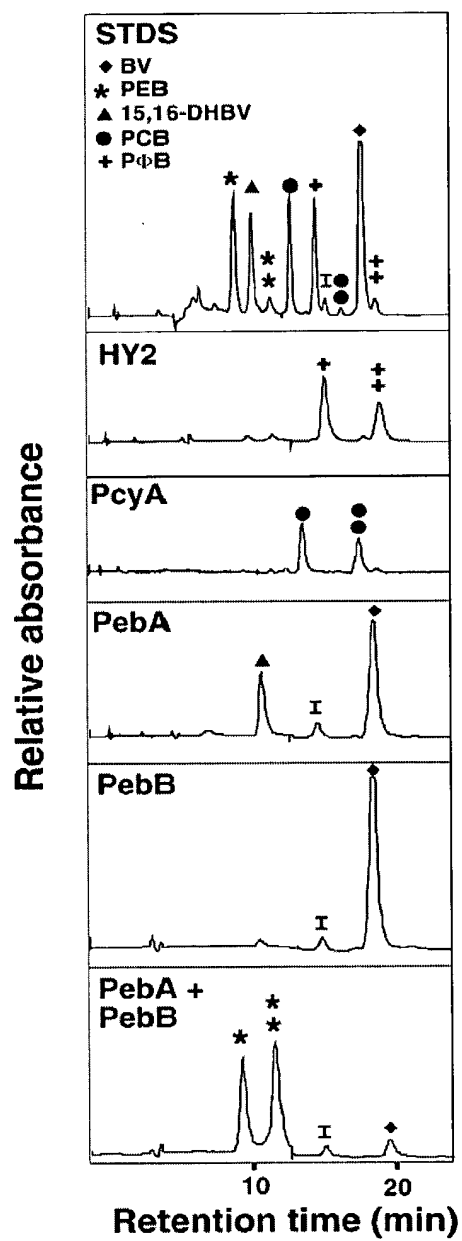 STDS
◆ BV
* PEB
▲ 15,16-DHBV
● PCB
+ PΦB
* ▲ ● + ◆
* * I ●● ++
HY2
+ ++
PcyA
● ●●
PebA
▲ I ◆
PebB
I ◆
PebA +
PebB
* ** I ◆
Relative absorbance
10 20
Retention time (min)